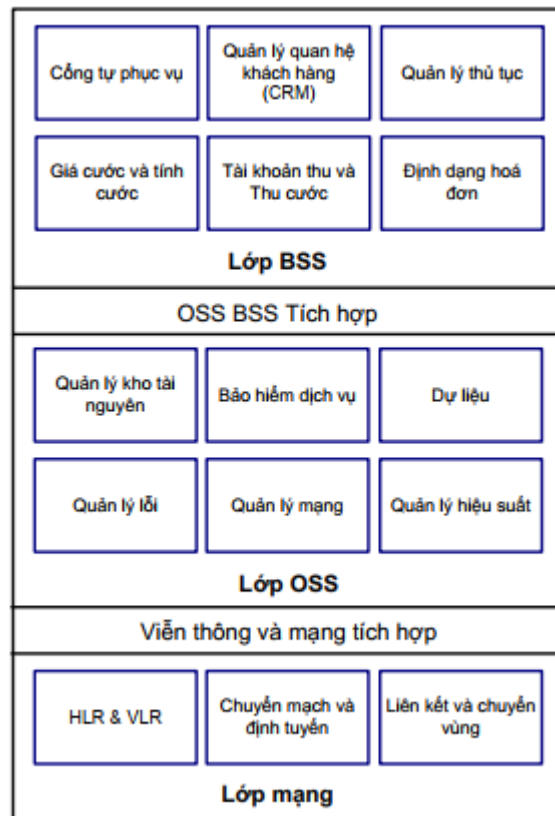 Cổng tự phục vụ
Quản lý quan hệ
khách hàng
(CRM)
Quản lý thủ tục
Giá cước và tính
cước
Tài khoản thu và
Thu cước
Định dạng hoá
đơn
Lớp BSS
OSS BSS Tích hợp
Quản lý kho tài
nguyên
Bảo hiểm dịch vụ
Dự liệu
Quản lý lỗi
Quản lý mạng
Quản lý hiệu suất
Lớp OSS
Viễn thông và mạng tích hợp
HLR & VLR
Chuyển mạch và
định tuyến
Liên kết và chuyển
vùng
Lớp mạng